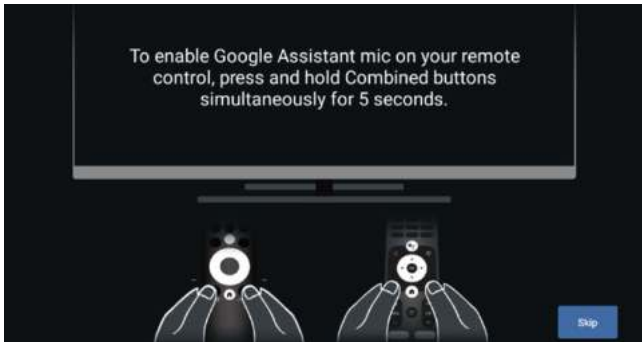 To enable Google Assistant mic on your remote
control, press and hold Combined buttons
simultaneously for 5 seconds.
Skip